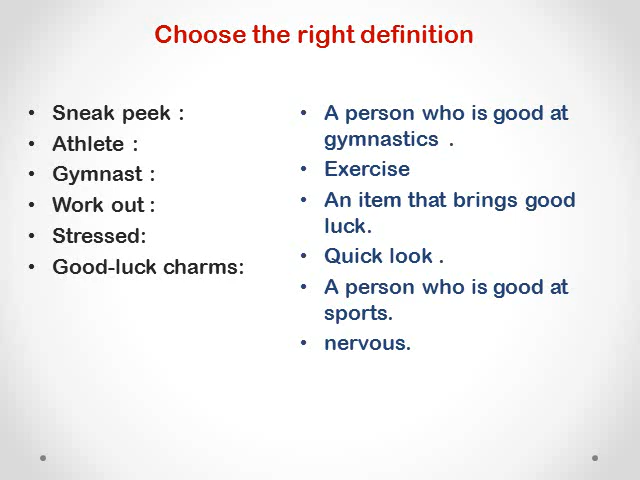 Choose the right definition
• Sneak peek :
• Athlete :
• Gymnast :
• Work out :
• Stressed:
• Good-luck charms:
• A person who is good at
gymnastics .
• Exercise
• An item that brings good
luck.
• Quick look .
• A person who is good at
sports.
• nervous.